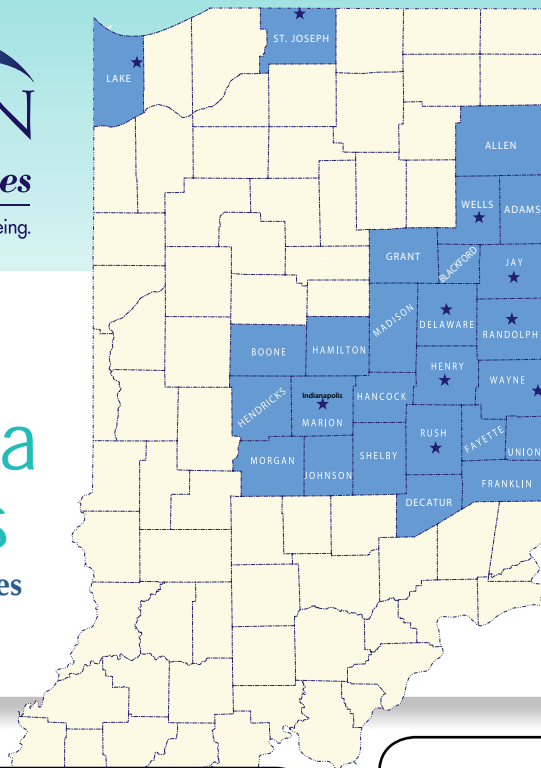 ST. JOSEPH
LAKE
N
es
eing.
ALLEN
WELLS
ADAMS
GRANT
BLACKFORD
JAY
MADISON
DELAWARE
RANDOLPH
BOONE
HAMILTON
HENRY
WAYNE
HENDRICKS
Indianapolis
MARION
HANCOCK
a
RUSH
FAYETTE
UNION
MORGAN
JOHNSON
SHELBY
FRANKLIN
DECATUR
s
es